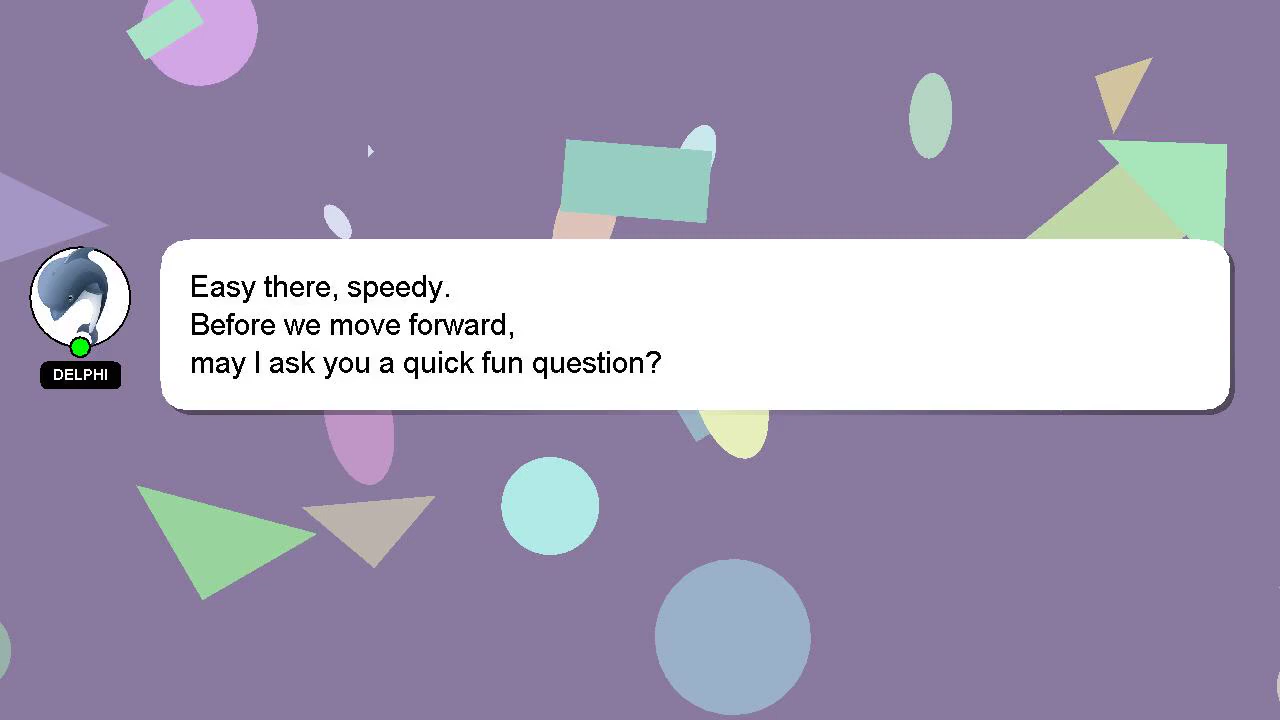 Easy there, speedy.
Before we move forward,
may I ask you a quick fun question?
DELPHI